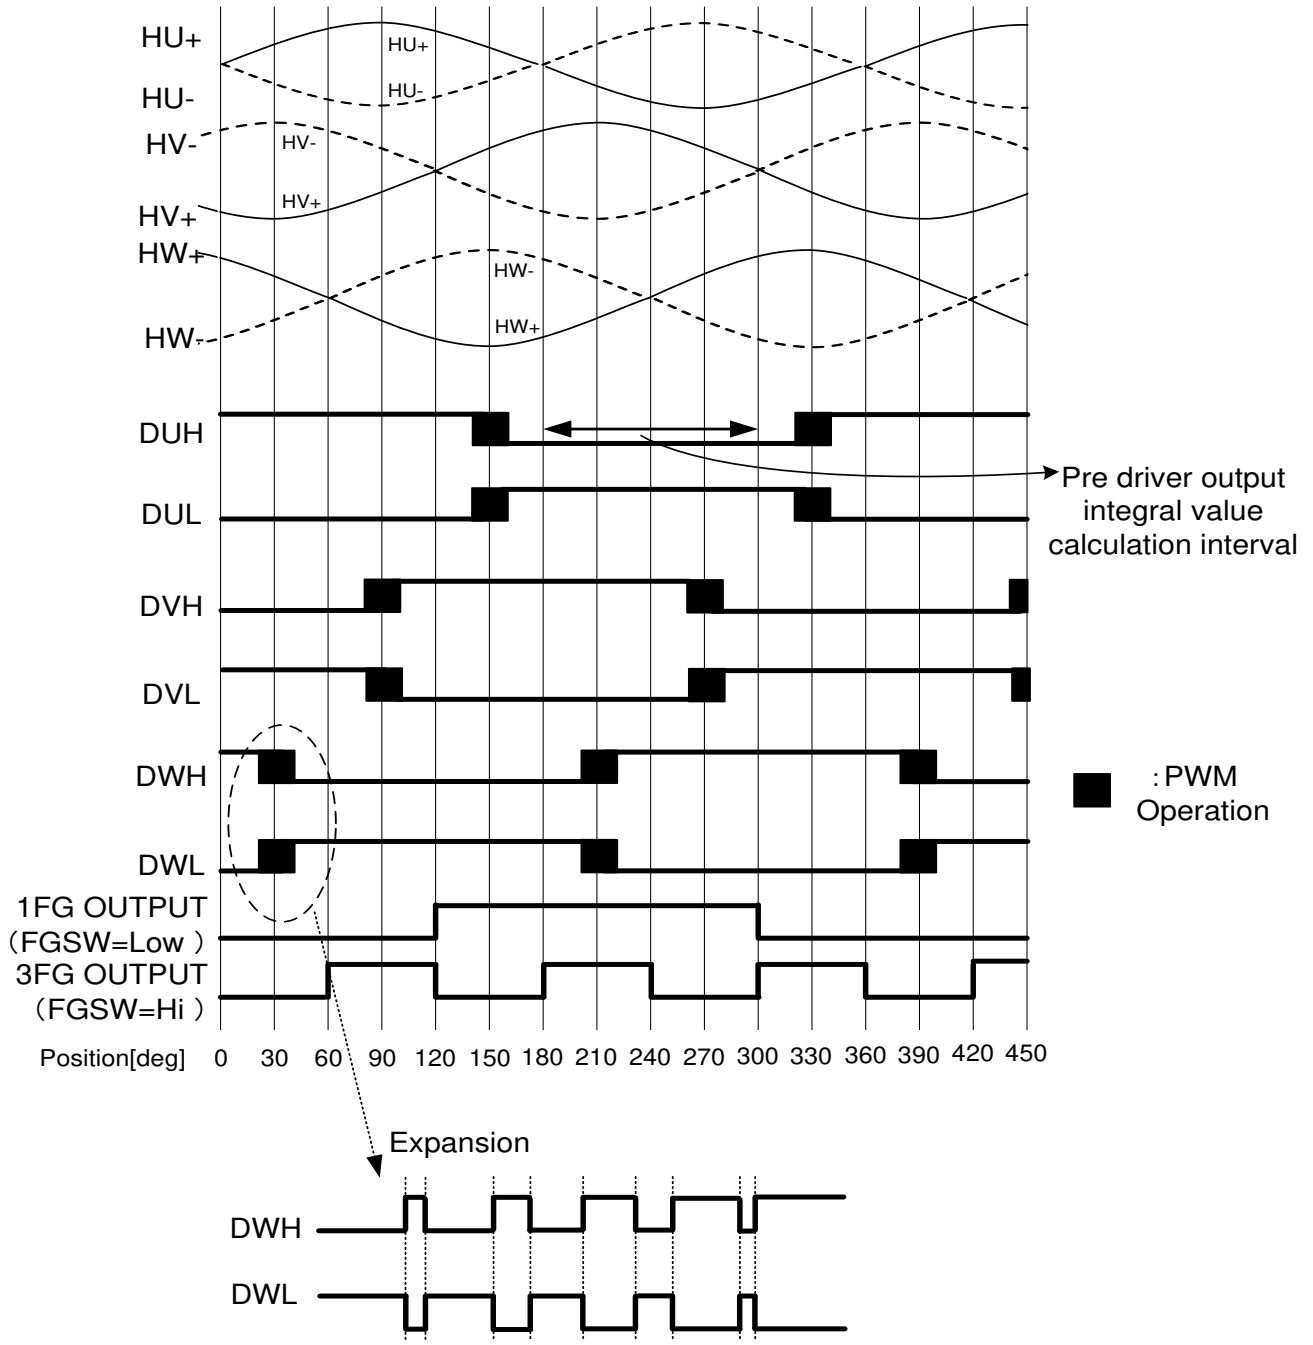 HU+
HU+
HU-
HU-
HV-
HV-
HV+
HV+
HW+
HW-
HW+
HW-
DUH
Pre driver output
integral value
calculation interval
DUL
DVH
DVL
DWH
:PWM
Operation
DWL
1FG OUTPUT
(FGSW=Low )
3FG OUTPUT
(FGSW=Hi )
Position[deg] 0 30 60 90 120 150 180 210 240 270 300 330 360 390 420 450
Expansion
DWH
DWL